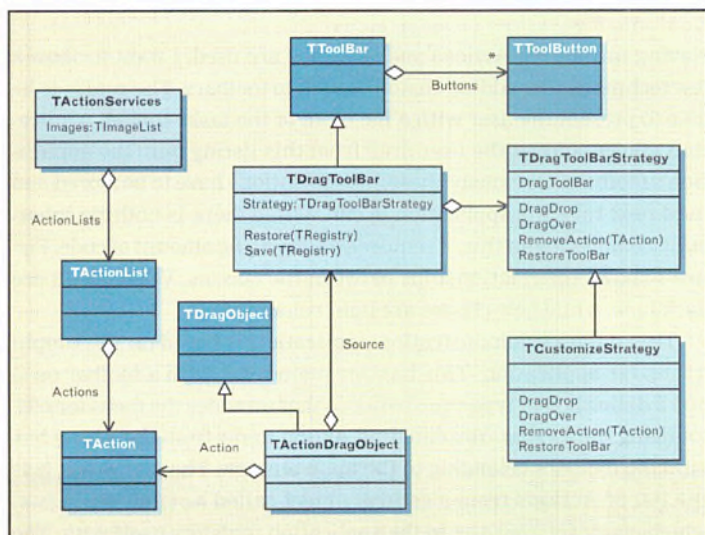 TToolBar
TToolButton
*
Buttons
TActionServices
Images:TImageList
ActionLists
TDragToolBar
Strategy:TDragToolBarStrategy
Restore(TRegistry)
Save(TRegistry)
TDragToolBarStrategy
DragToolBar
DragDrop
DragOver
RemoveAction(TAction)
RestoreToolBar
TActionList
TDragObject
Source
TCustomizeStrategy
DragDrop
DragOver
RemoveAction(TAction)
RestoreToolBar
Actions
TAction
Action
TActionDragObject